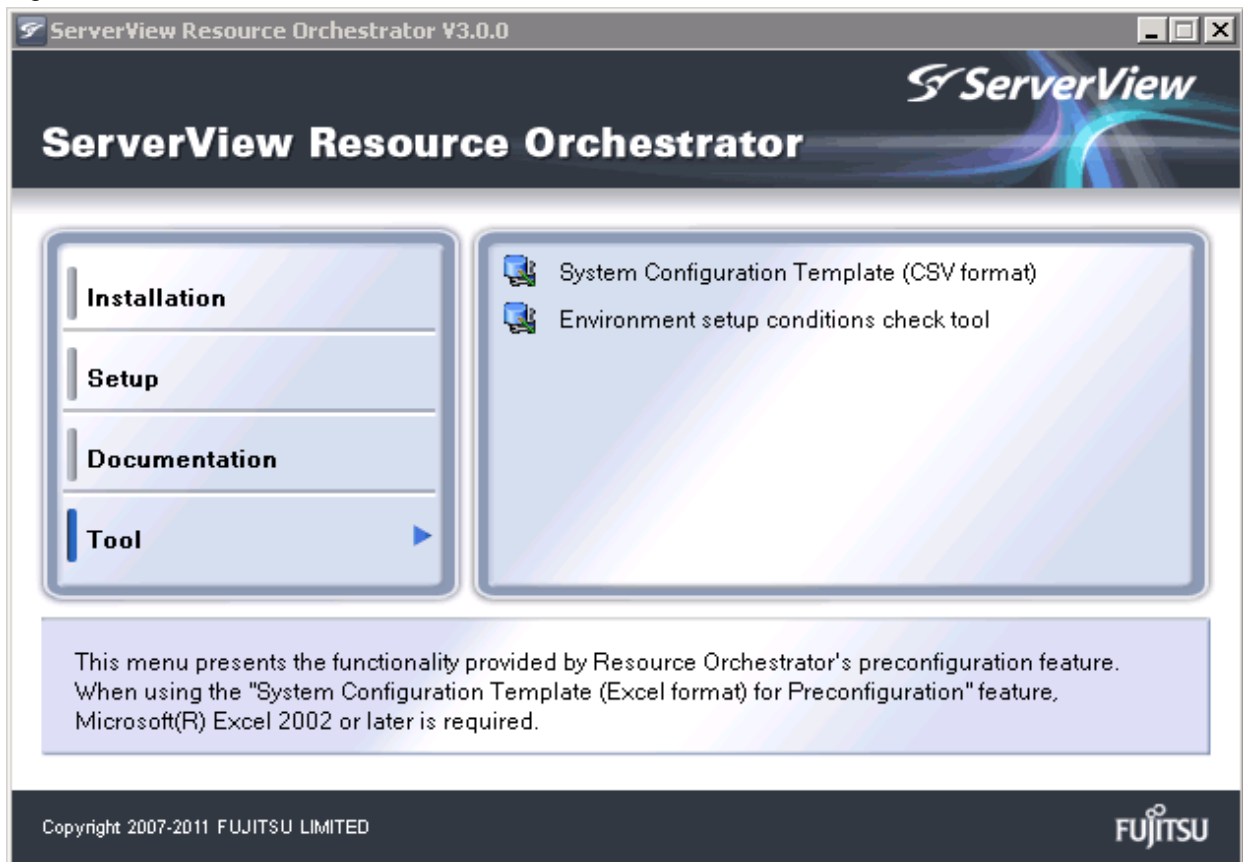 ServerView Resource Orchestrator V3.0.0
ServerView
ServerView Resource Orchestrator
Installation
Setup
Documentation
Tool
System Configuration Template (CSV format)
Environment setup conditions check tool
This menu presents the functionality provided by Resource Orchestrator's preconfiguration feature.
When using the "System Configuration Template (Excel format) for Preconfiguration" feature,
Microsoft(R) Excel 2002 or later is required.
Copyright 2007-2011 FUJITSU LIMITED
FUJITSU